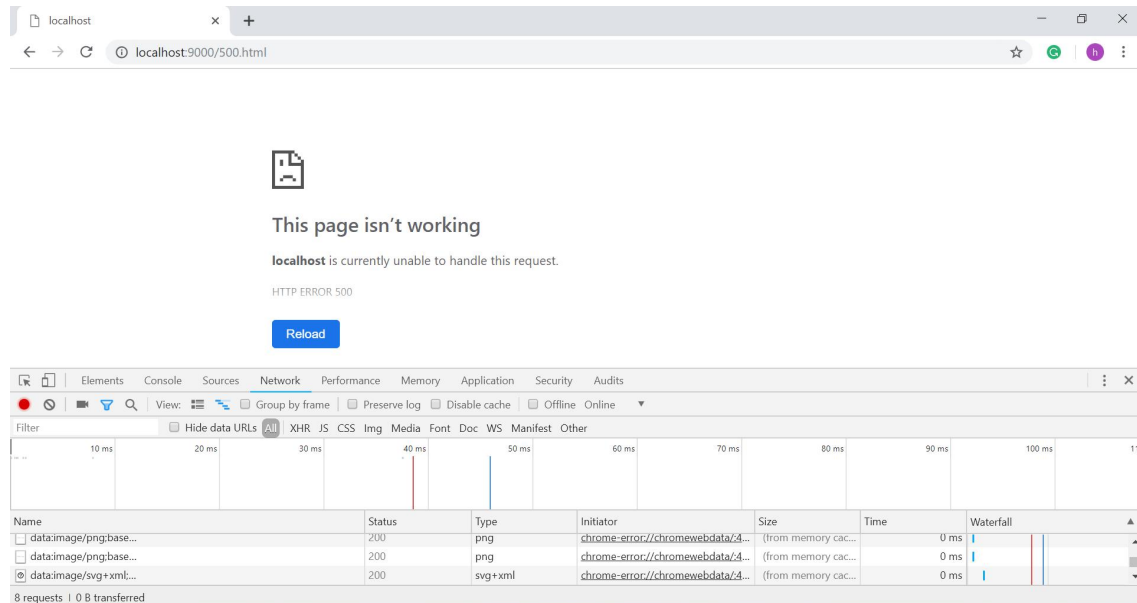 localhost
localhost:9000/500.html
h
This page isn't working
localhost is currently unable to handle this request.
HTTP ERROR 500
Reload
Elements Console Sources Network Performance Memory Application Security Audits
View: Group by frame Preserve log Disable cache Offline Online
Filter Hide data URLs All XHR JS CSS Img Media Font Doc WS Manifest Other
10 ms 20 ms 30 ms 40 ms 50 ms 60 ms 70 ms 80 ms 90 ms 100 ms 11
Name Status Type Initiator Size Time Waterfall
data:image/png;base... 200 png chrome-error://chromewebdata/:4... (from memory cac... 0 ms
data:image/png;base... 200 png chrome-error://chromewebdata/:4... (from memory cac... 0 ms
data:image/svg+xml;... 200 svg+xml chrome-error://chromewebdata/:4... (from memory cac... 0 ms
8 requests | 0 B transferred